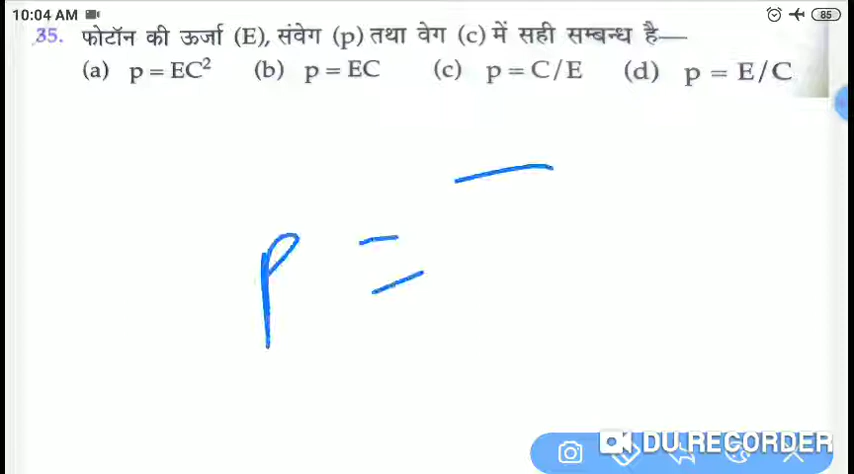 10:04 AM
85
35. फोटॉन की ऊर्जा (E), संवेग (p) तथा वेग (c) में सही सम्बन्ध है—
(a) p = EC² (b) p = EC (c) p = C/E (d) p = E/C
p =
DU RECORDER